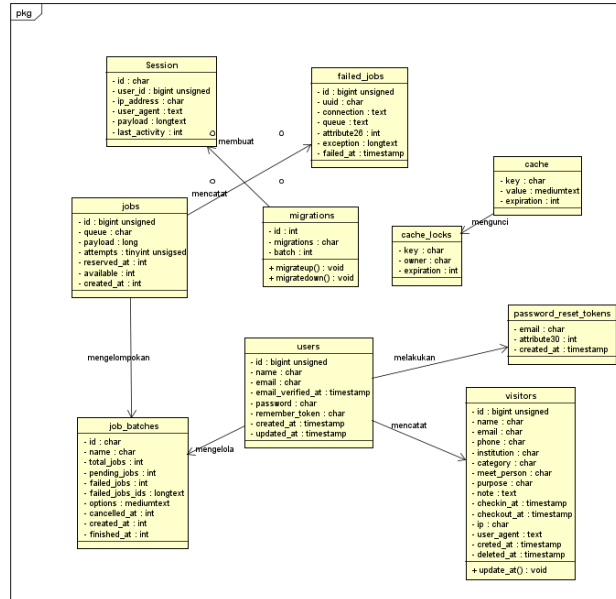 pkg
Session
- id : char
- user_id : bigint unsigned
- ip_address : char
- user_agent : text
- payload : longtext
- last_activity : int
failed_jobs
- id : bigint unsigned
- uuid : char
- connection : text
- queue : text
- attribute26 : int
- exception : longtext
- failed_at : timestamp
membuat
mencatat
cache
- key : char
- value : mediumtext
- expiration : int
mengunci
jobs
- id : bigint unsigned
- queue : char
- payload : long
- attempts : tinyint unsigsed
- reserved_at : int
- available : int
- created_at : int
migrations
- id : int
- migrations : char
- batch : int
+ migrateup() : void
+ migratedown() : void
cache_locks
- key : char
- owner : char
- expiration : int
password_reset_tokens
- email : char
- attribute30 : int
- created_at : timestamp
mengelompokan
users
- id : bigint unsigned
- name : char
- email : char
- email_verified_at : timestamp
- password : char
- remember_token : char
- created_at : timestamp
- updated_at : timestamp
melakukan
mencatat
mengelola
job_batches
- id : char
- name : char
- total_jobs : int
- pending_jobs : int
- failed_jobs : int
- failed_jobs_ids : longtext
- options : mediumtext
- cancelled_at : int
- created_at : int
- finished_at : int
visitors
- id : bigint unsigned
- name : char
- email : char
- phone : char
- institution : char
- category : char
- meet_person : char
- purpose : char
- note : text
- checkin_at : timestamp
- checkout_at : timestamp
- ip : char
- user_agent : text
- creted_at : timestamp
- deleted_at : timestamp
+ update_at() : void